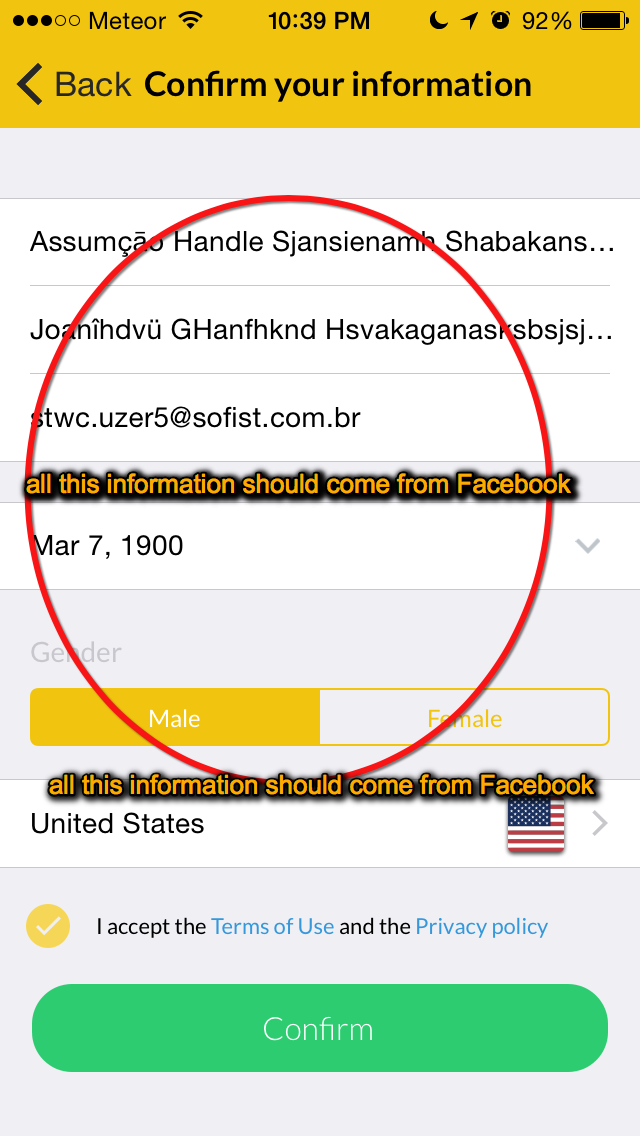 ●●●○○ Meteor 10:39 PM 92%
Back Confirm your information
Assumção Handle Sjansienamh Shabakans...
Joanîhdvü GHanfhknd Hsvakaganasksbsjsj...
stwc.uzer5@sofist.com.br
all this information should come from Facebook
Mar 7, 1900
Gender
Male Female
all this information should come from Facebook
United States
I accept the Terms of Use and the Privacy policy
Confirm